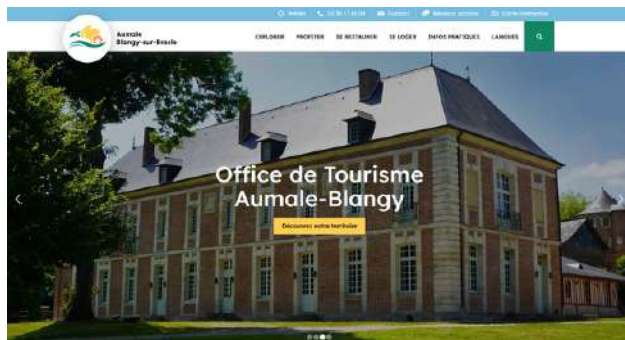 Contact
Aumale
Blangy-sur-Bresle
EXPLORER PROFITER SE RESTAURER SE LOGER INFOS PRATIQUES LANGUES
Office de Tourisme
Aumale-Blangy
Découvrez notre territoire